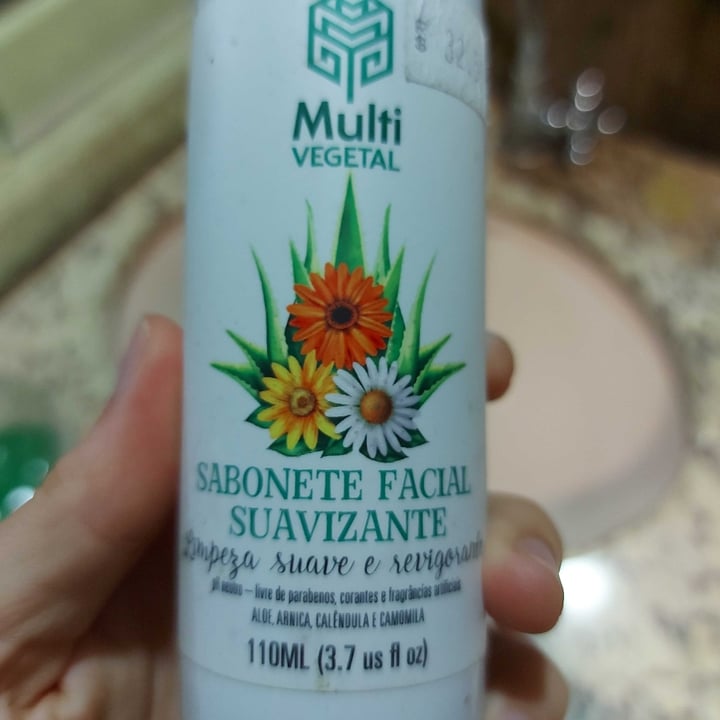 Multi
VEGETAL
SABONETE FACIAL
SUAVIZANTE
Limpeza suave e revigorante
pH neutro – livre de parabenos, corantes e fragrâncias artificiais
ALOE, ARNICA, CALÊNDULA E CAMOMILA
110ML (3.7 us fl oz)